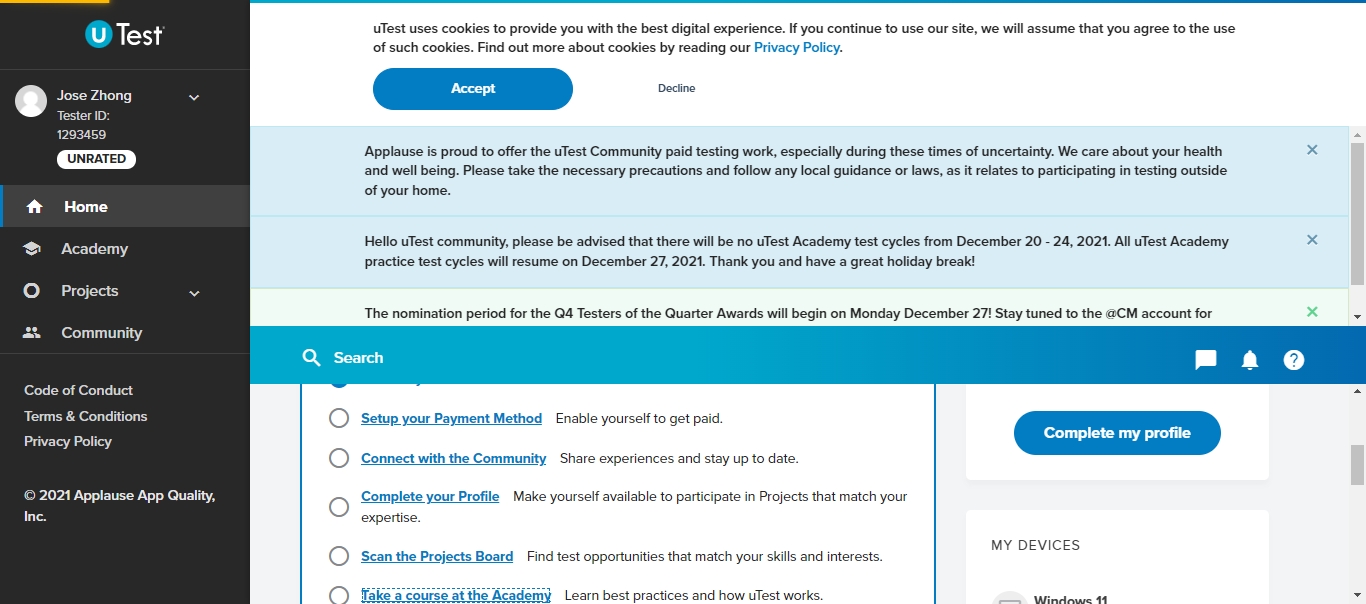 uTest
Jose Zhong
Tester ID:
1293459
UNRATED
Home
Academy
Projects
Community
Code of Conduct
Terms & Conditions
Privacy Policy
© 2021 Applause App Quality,
Inc.
uTest uses cookies to provide you with the best digital experience. If you continue to use our site, we will assume that you agree to the use
of such cookies. Find out more about cookies by reading our Privacy Policy.
Accept
Decline
Applause is proud to offer the uTest Community paid testing work, especially during these times of uncertainty. We care about your health
and well being. Please take the necessary precautions and follow any local guidance or laws, as it relates to participating in testing outside
of your home.
Hello uTest community, please be advised that there will be no uTest Academy test cycles from December 20 - 24, 2021. All uTest Academy
practice test cycles will resume on December 27, 2021. Thank you and have a great holiday break!
The nomination period for the Q4 Testers of the Quarter Awards will begin on Monday December 27! Stay tuned to the @CM account for
Search
Setup your Payment Method Enable yourself to get paid.
Connect with the Community Share experiences and stay up to date.
Complete your Profile Make yourself available to participate in Projects that match your
expertise.
Scan the Projects Board Find test opportunities that match your skills and interests.
Take a course at the Academy Learn best practices and how uTest works.
Complete my profile
MY DEVICES
Windows 11